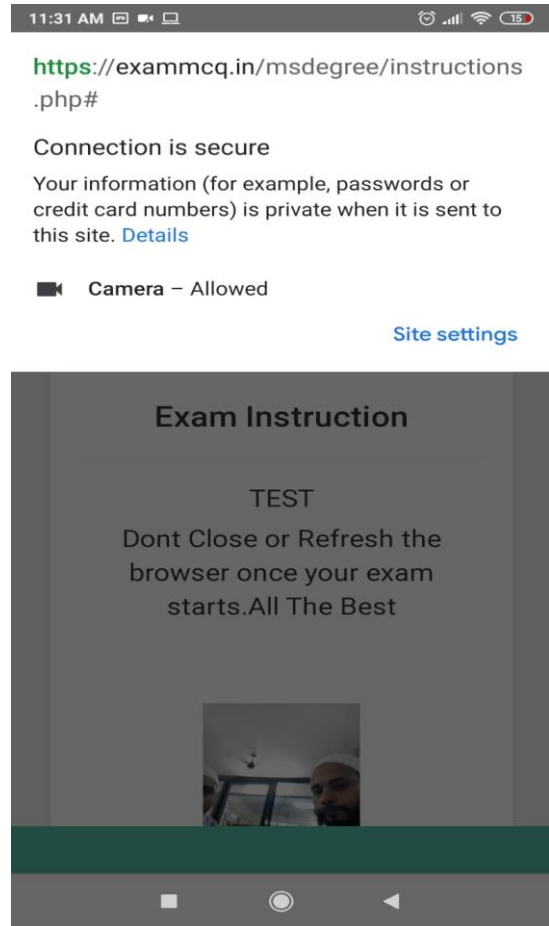 11:31 AM
15
https://exammcq.in/msdegree/instructions
.php#
Connection is secure
Your information (for example, passwords or
credit card numbers) is private when it is sent to
this site. Details
Camera – Allowed
Site settings
Exam Instruction
TEST
Dont Close or Refresh the
browser once your exam
starts.All The Best